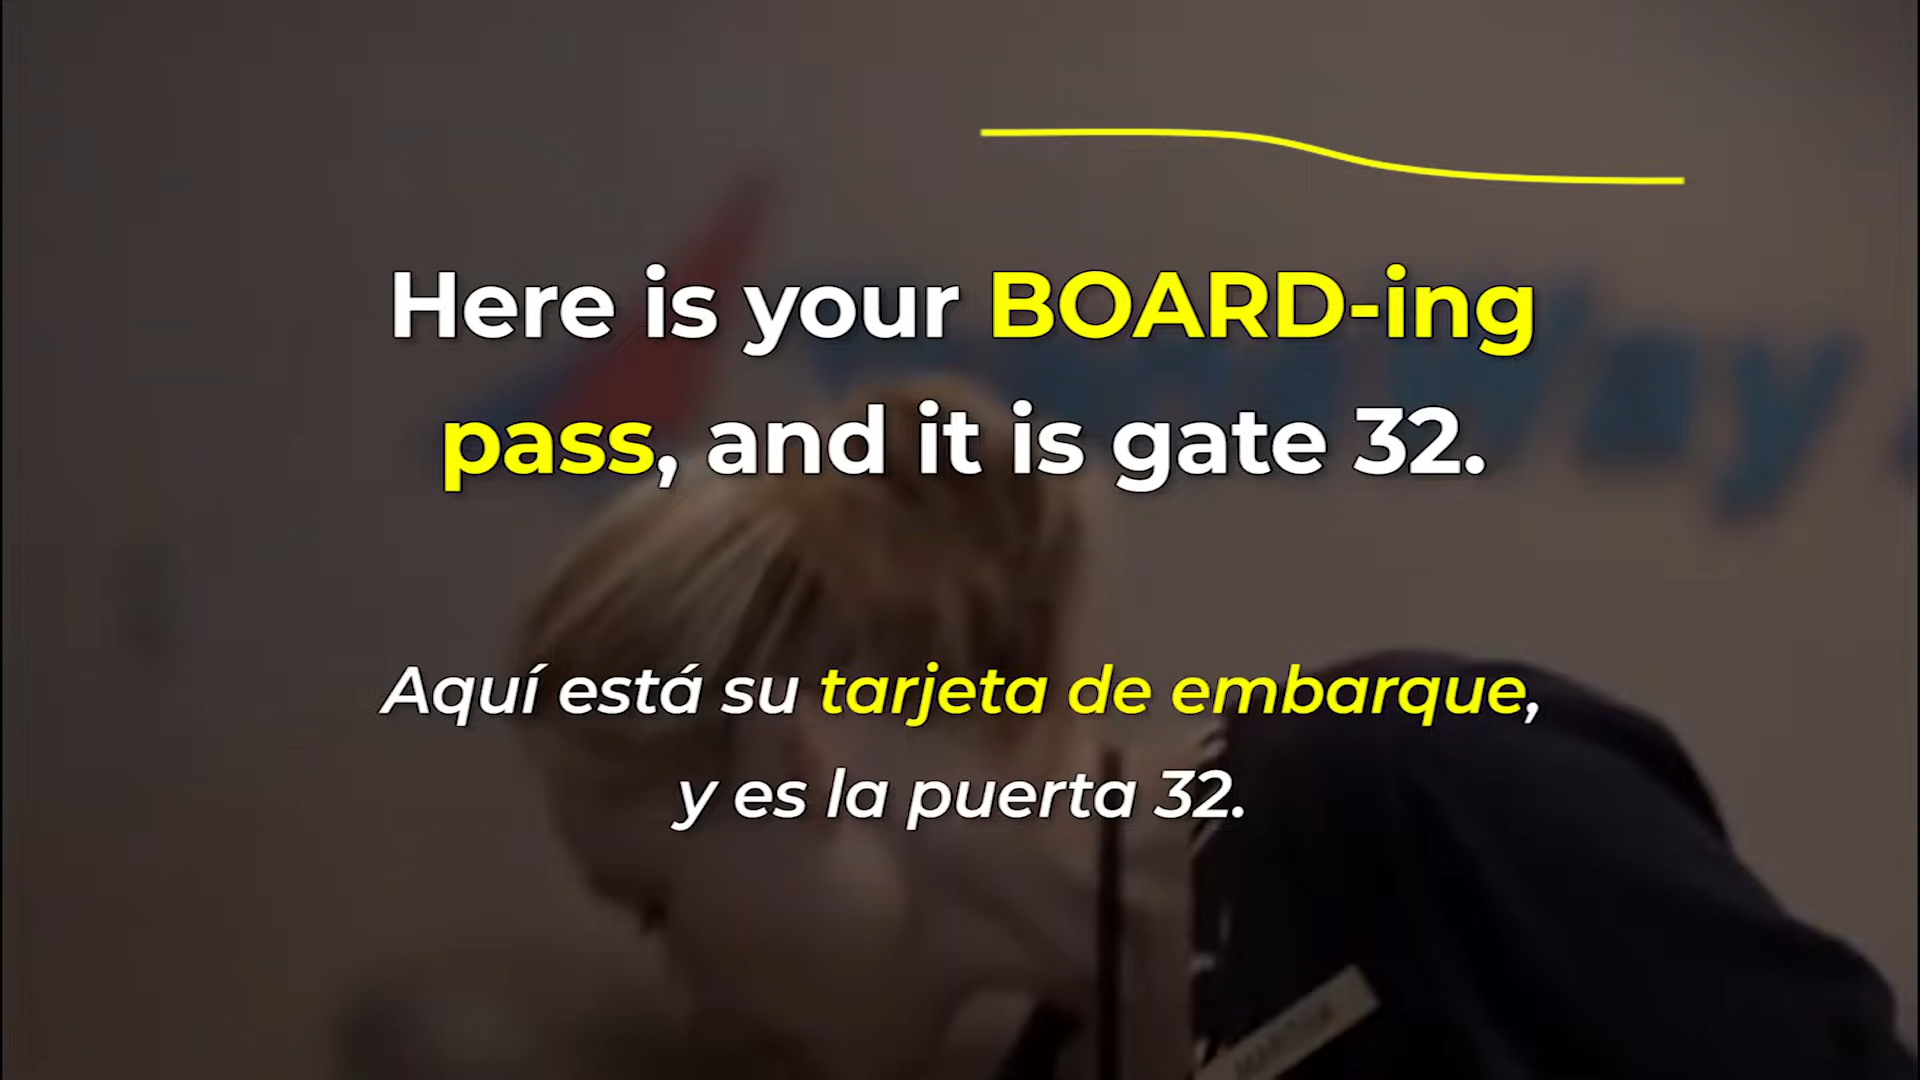 Here is your BOARD-ing
pass, and it is gate 32.
Aquí está su tarjeta de embarque,
y es la puerta 32.